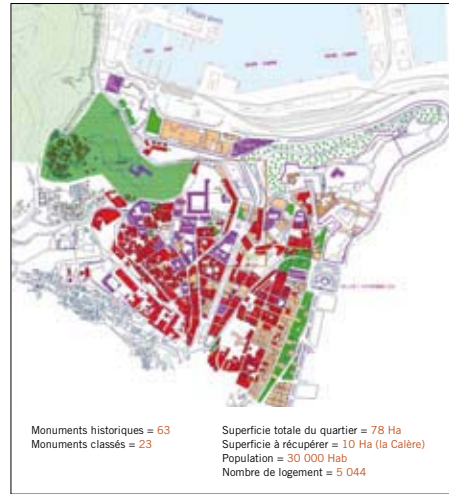 Monuments historiques = 63
Monuments classés = 23
Superficie totale du quartier = 78 Ha
Superficie à récupérer = 10 Ha (la Calère)
Population = 30 000 Hab
Nombre de logement = 5 044